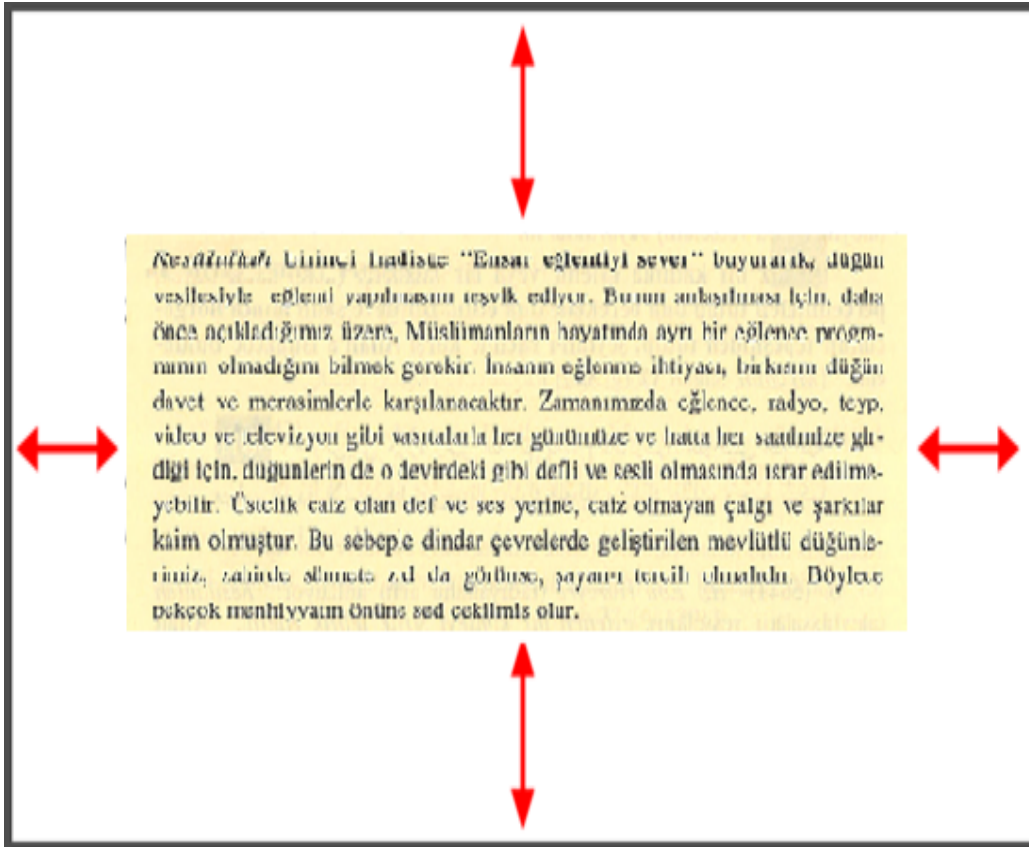 Resûlullah birinci hadiste "Ensar eğlentiyi sever" buyurarak, düğün
vesilesiyle eğlenti yapılmasını teşvik ediyor. Bunun anlaşılması için, daha
önce açıkladığımız üzere, Müslümanların hayatında ayrı bir eğlence progra-
mının olmadığını bilmek gerekir. İnsanın eğlenme ihtiyacı, birkısım düğün
davet ve merasimlerle karşılanacaktır. Zamanımızda eğlence, radyo, teyp,
video ve televizyon gibi vasıtalarla her günümüze ve hatta her saatimize gir-
diği için, düğünlerin de o devirdeki gibi defli ve sesli olmasında ısrar edilme-
yebilir. Üstelik caiz olan def ve ses yerine, caiz olmayan çalgı ve şarkılar
kaim olmuştur. Bu sebeple dindar çevrelerde geliştirilen mevlütlü düğünle-
rimiz, zahirde sünnete zıd da görünse, şayanı tercih olmalıdır. Böylece
pekçok menhiyyatın önüne sed çekilmiş olur.